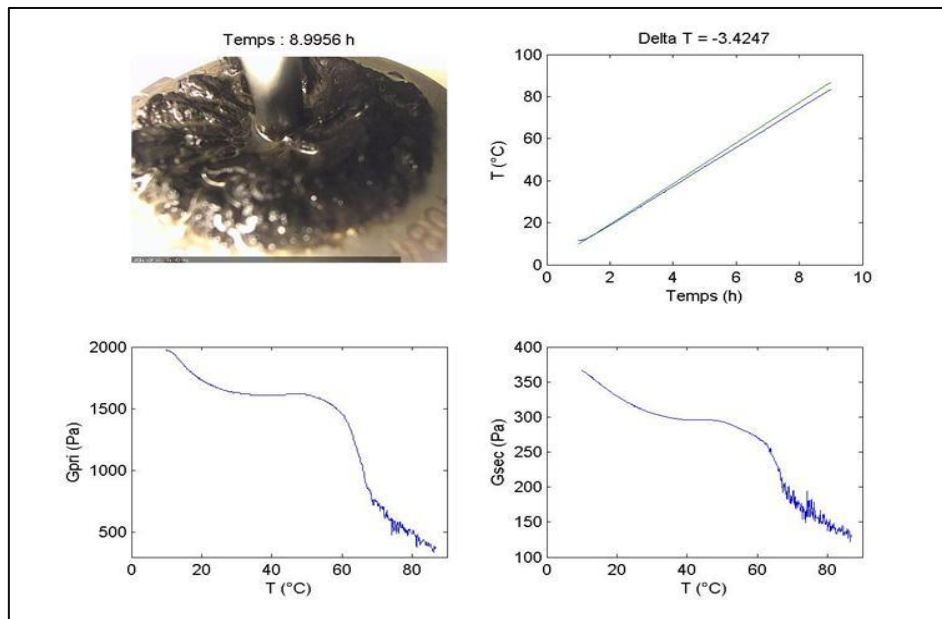 Temps : 8.9956 h
Delta T = -3.4247
100
80
60
40
20
0
T (°C)
0 2 4 6 8 10
Temps (h)
2000
1500
1000
500
Gpri (Pa)
0 20 40 60 80
T (°C)
400
350
300
250
200
150
100
Gsec (Pa)
0 20 40 60 80
T (°C)